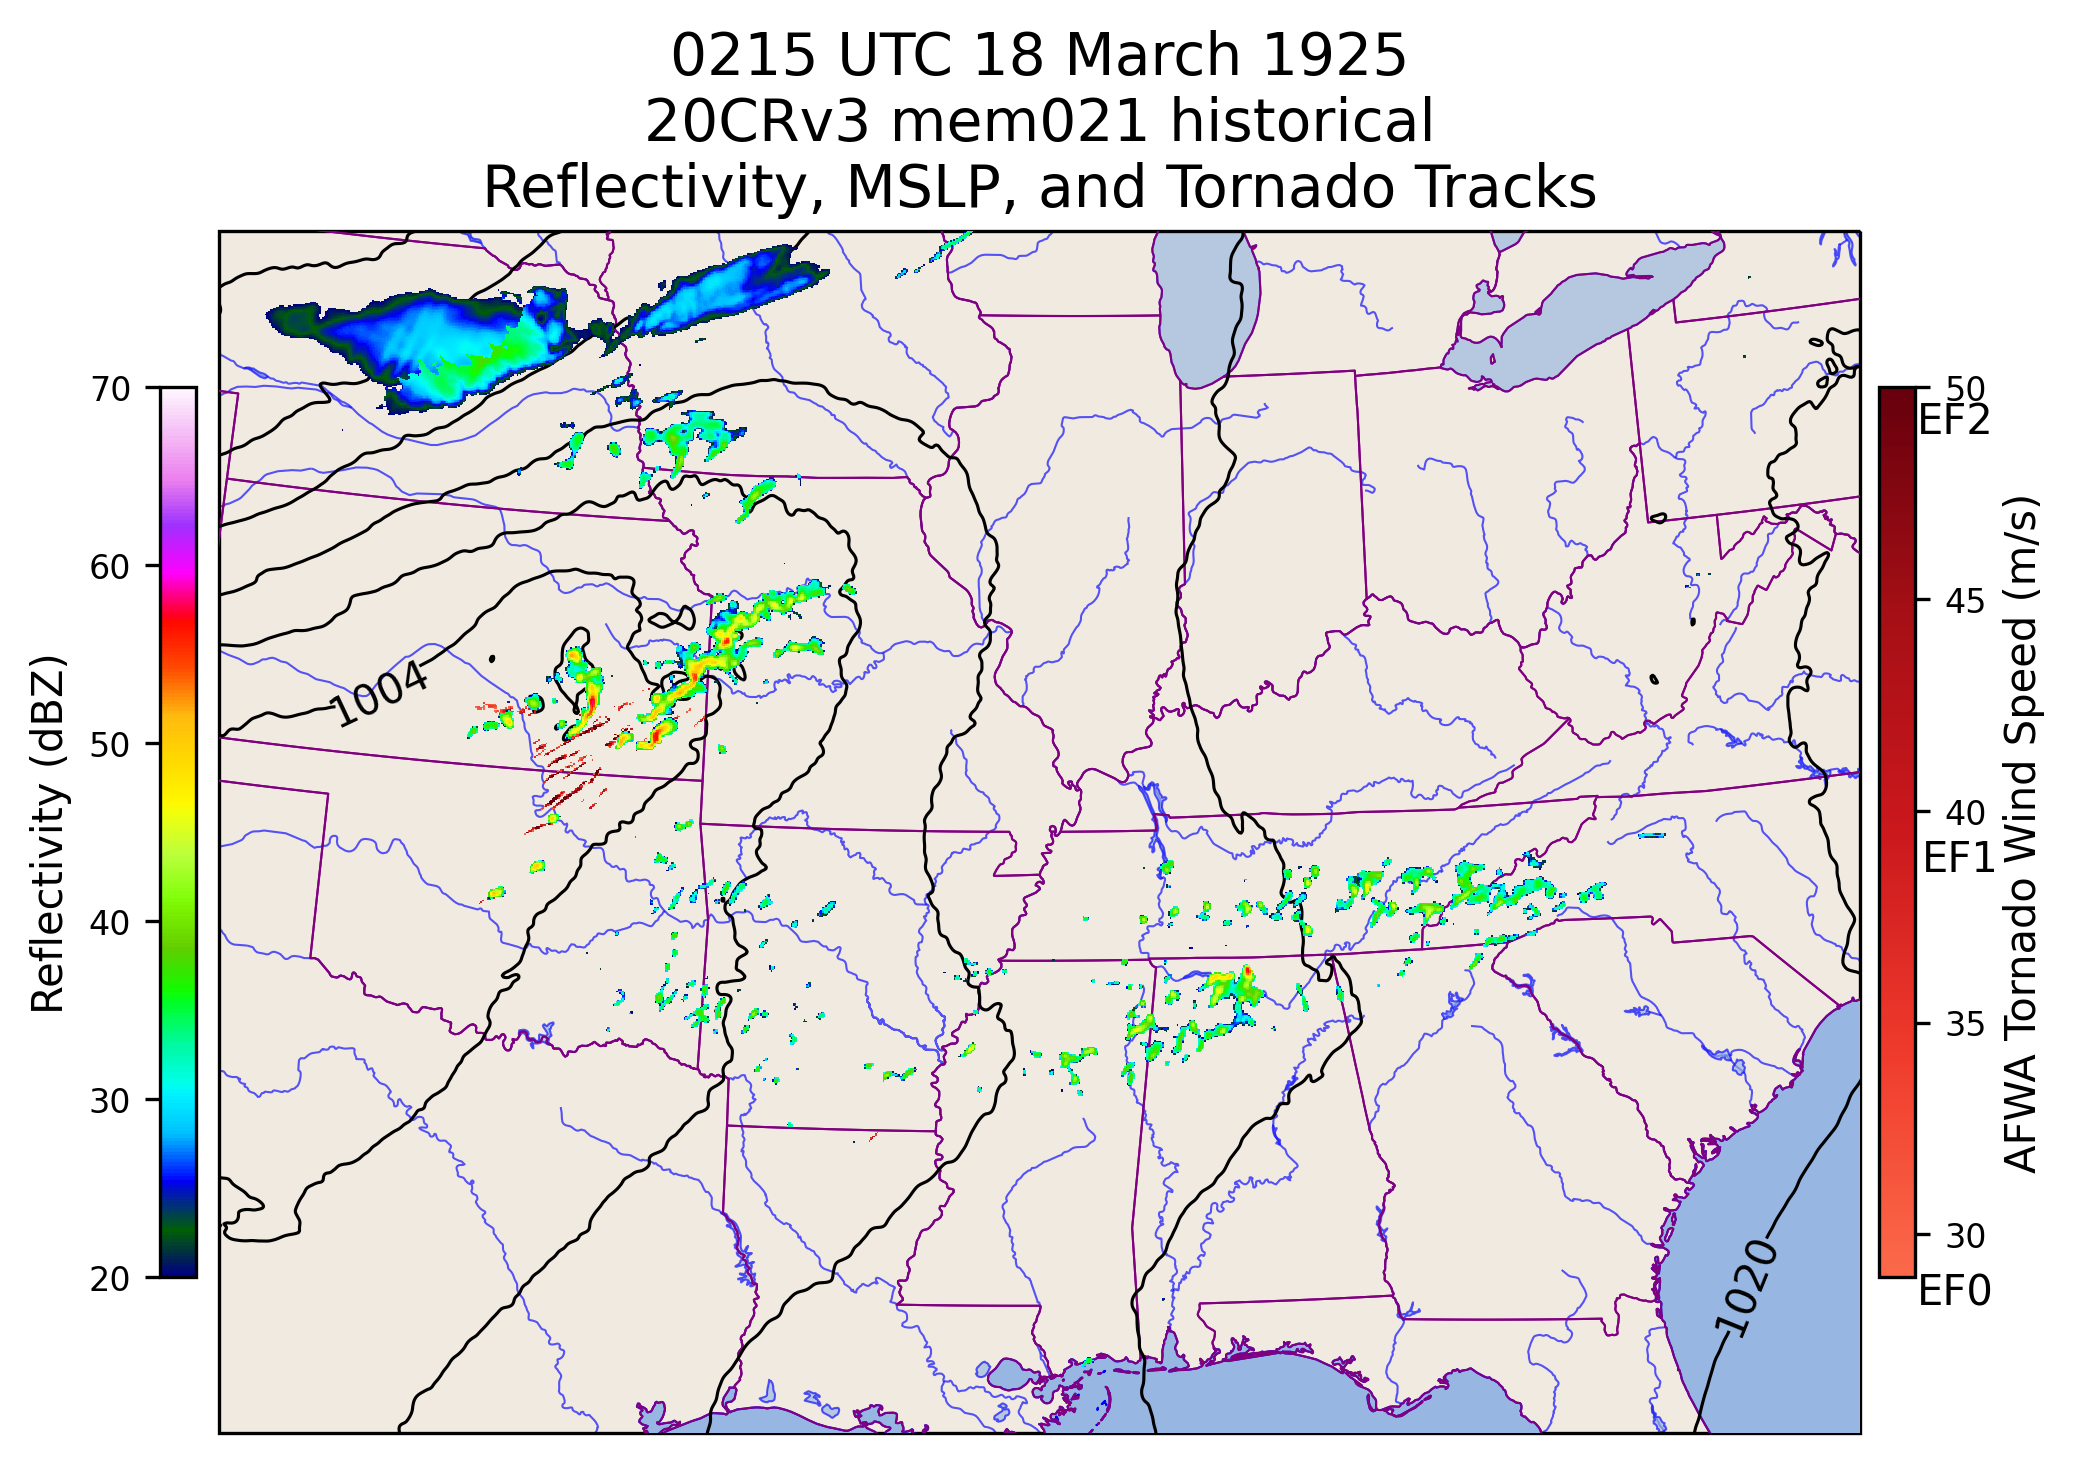 0215 UTC 18 March 1925
20CRv3 mem021 historical
Reflectivity, MSLP, and Tornado Tracks
70
60
50
40
30
20
Reflectivity (dBZ)
1004
1020
50
EF2
45
40
EF1
35
30
EF0
AFWA Tornado Wind Speed (m/s)